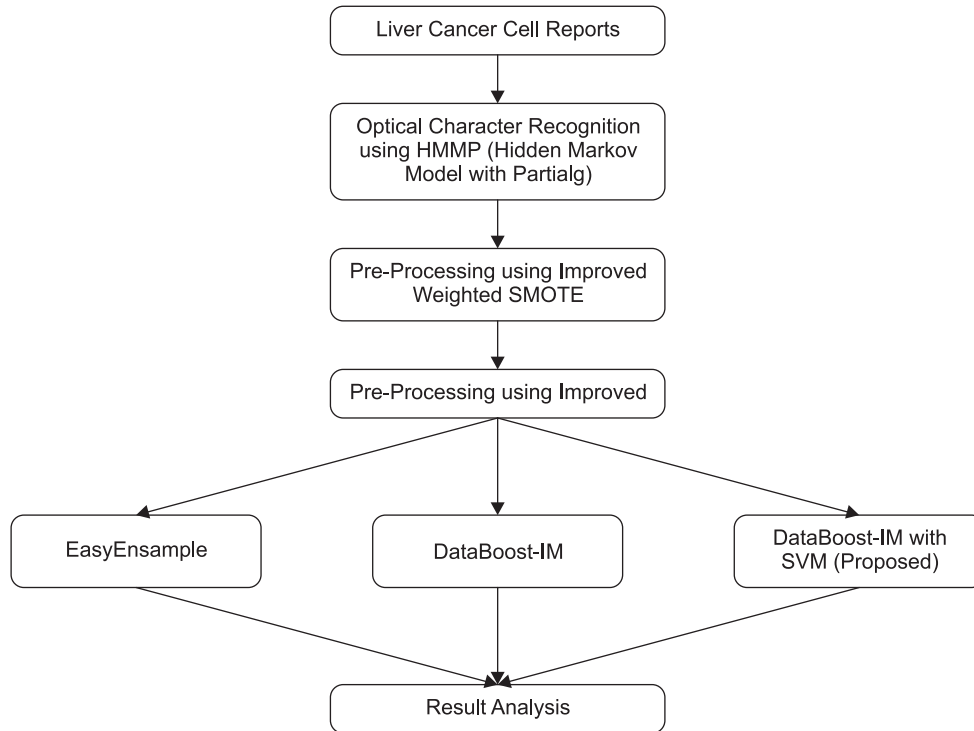 Liver Cancer Cell Reports
Optical Character Recognition
using HMMP (Hidden Markov
Model with Partialg)
Pre-Processing using Improved
Weighted SMOTE
Pre-Processing using Improved
EasyEnsample
DataBoost-IM
DataBoost-IM with
SVM (Proposed)
Result Analysis